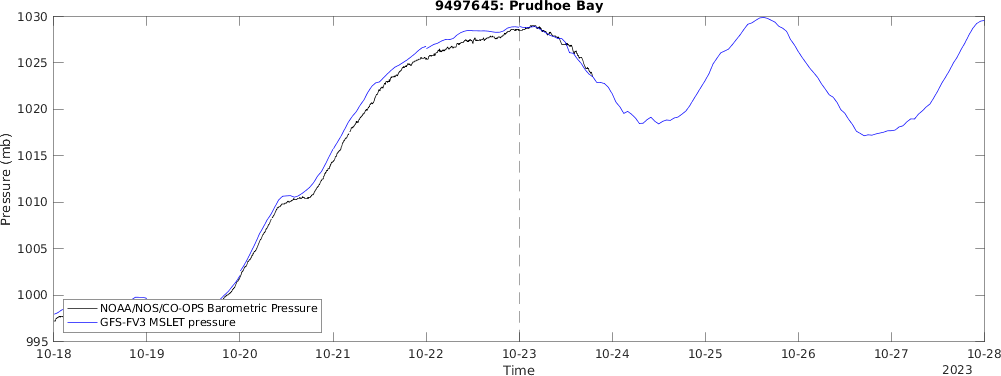 9497645: Prudhoe Bay
Pressure (mb)
1030
1025
1020
1015
1010
1005
1000
995
NOAA/NOS/CO-OPS Barometric Pressure
GFS-FV3 MSLET pressure
10-18 10-19 10-20 10-21 10-22 10-23 10-24 10-25 10-26 10-27 10-28
Time
2023